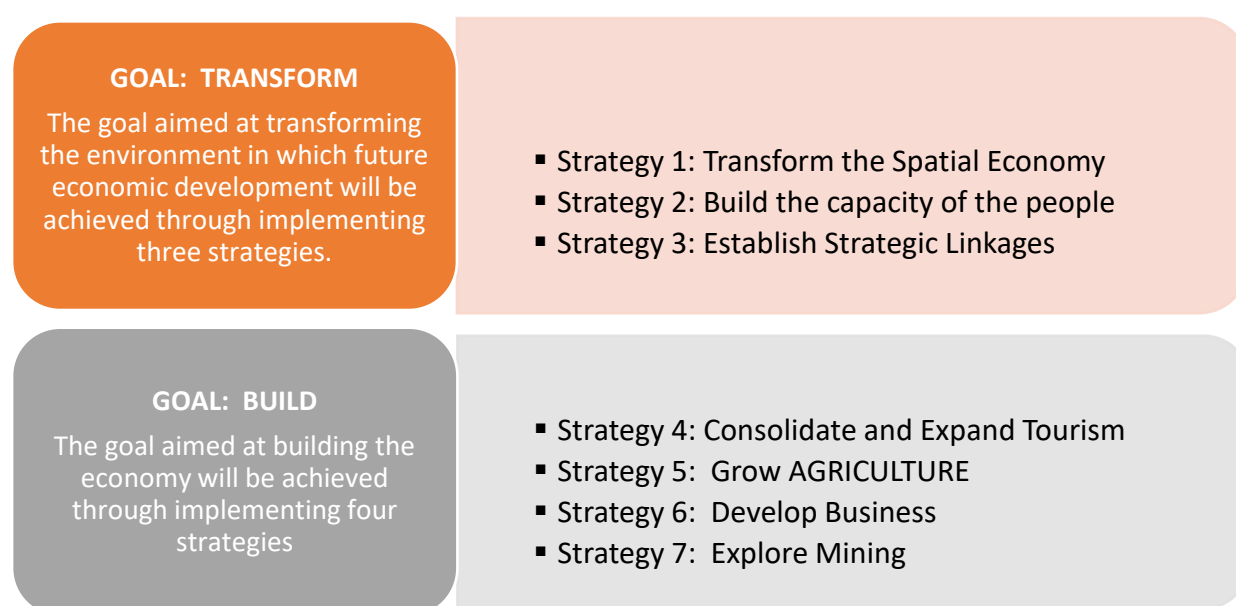 GOAL: TRANSFORM
The goal aimed at transforming
the environment in which future
economic development will be
achieved through implementing
three strategies.
▪ Strategy 1: Transform the Spatial Economy
▪ Strategy 2: Build the capacity of the people
▪ Strategy 3: Establish Strategic Linkages
GOAL: BUILD
The goal aimed at building the
economy will be achieved
through implementing four
strategies
▪ Strategy 4: Consolidate and Expand Tourism
▪ Strategy 5: Grow AGRICULTURE
▪ Strategy 6: Develop Business
▪ Strategy 7: Explore Mining